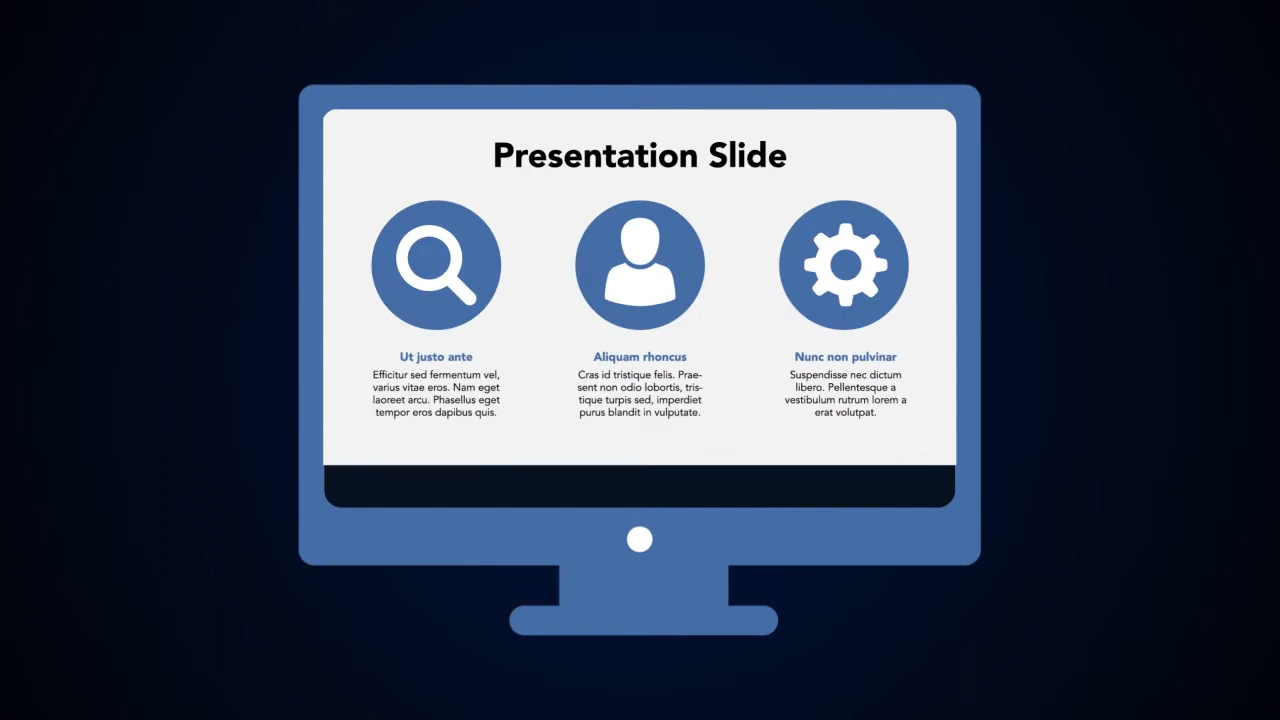 Presentation Slide
Ut justo ante
Efficitur sed fermentum vel,
varius vitae eros. Nam eget
laoreet arcu. Phasellus eget
tempor eros dapibus quis.
Aliquam rhoncus
Cras id tristique felis. Prae-
sent non odio lobortis, tris-
tique turpis sed, imperdiet
purus blandit in vulputate.
Nunc non pulvinar
Suspendisse nec dictum
libero. Pellentesque a
vestibulum rutrum lorem a
erat volutpat.